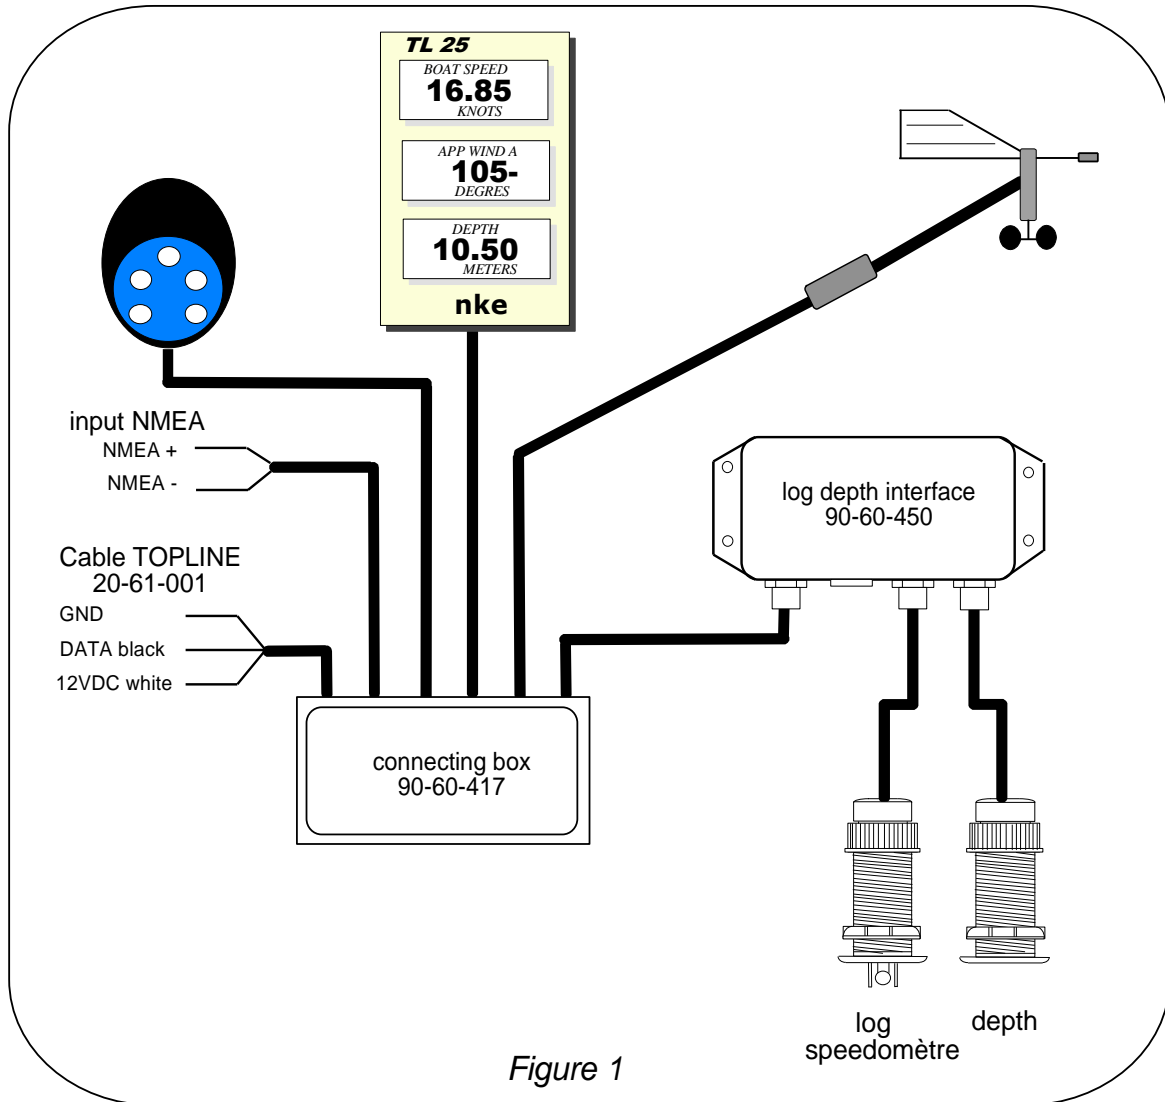 TL 25
BOAT SPEED
16.85
KNOTS
APP WIND A
105-
DEGRES
DEPTH
10.50
METERS
nke
input NMEA
NMEA +
NMEA -
Cable TOPLINE
20-61-001
GND
DATA black
12VDC white
log depth interface
90-60-450
connecting box
90-60-417
log
speedomètre
depth
Figure 1